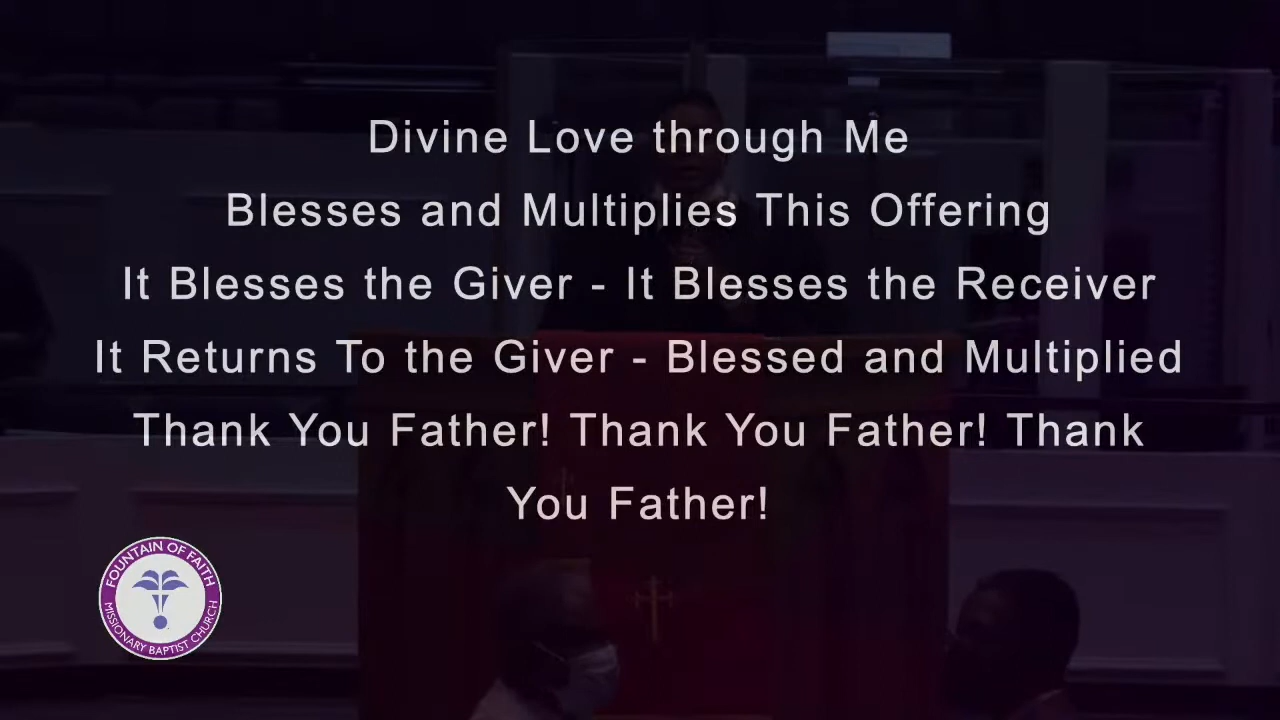 Divine Love through Me
Blesses and Multiplies This Offering
It Blesses the Giver - It Blesses the Receiver
It Returns To the Giver - Blessed and Multiplied
Thank You Father! Thank You Father! Thank
You Father!
FOUNTAIN OF FAITH
MISSIONARY BAPTIST CHURCH